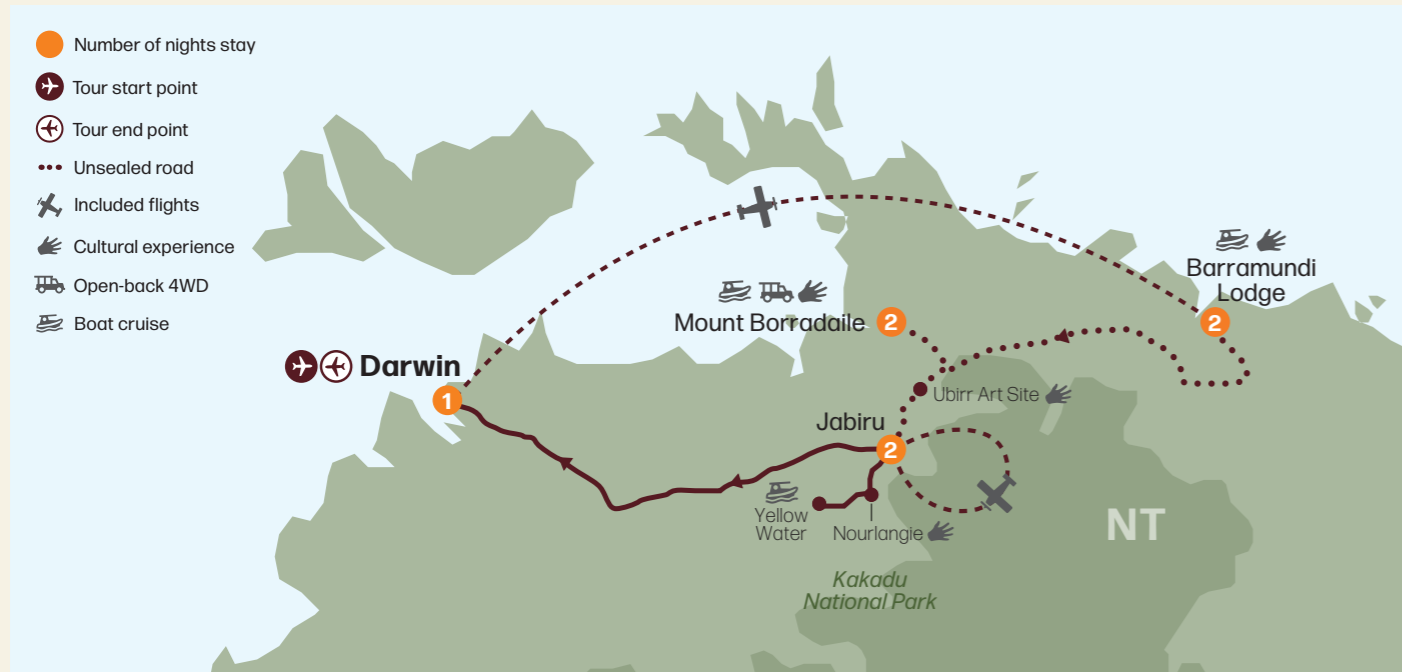 Number of nights stay
Tour start point
Tour end point
Unsealed road
Included flights
Cultural experience
Open-back 4WD
Boat cruise
Barramundi
Lodge
2
Mount Borradaile
2
Darwin
1
Ubirr Art Site
Jabiru
2
Yellow
Water
Nourlangie
NT
Kakadu
National Park